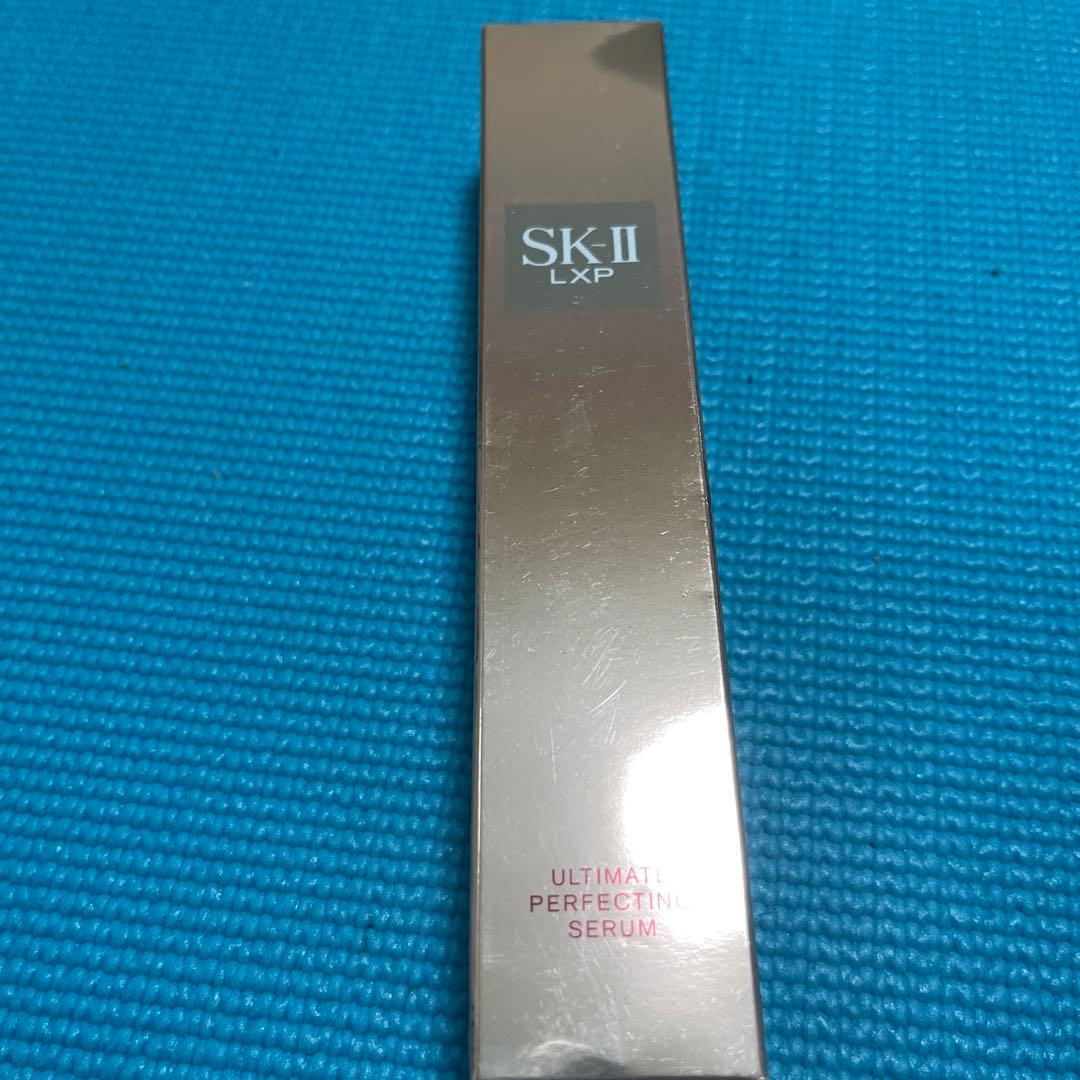 SK-II
LXP
ULTIMATE
PERFECTING
SERUM